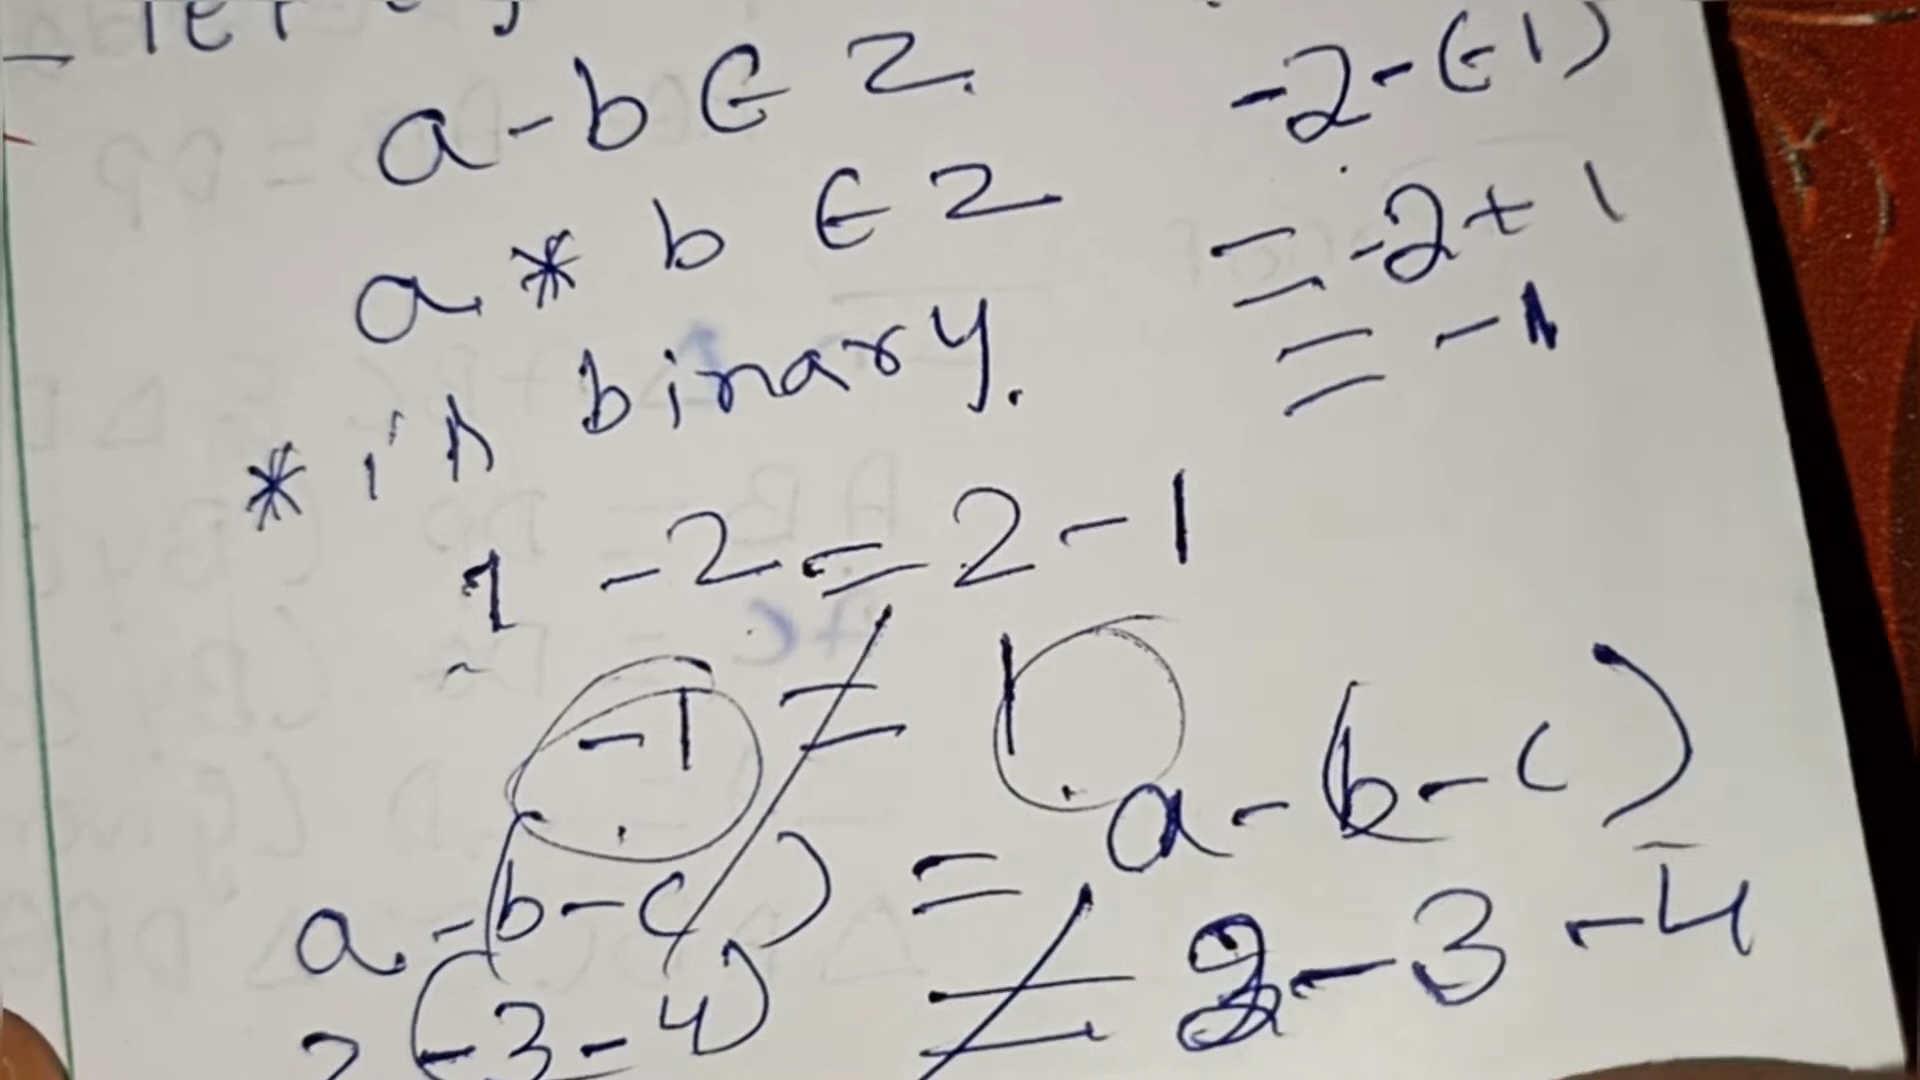 a - b ∈ Z.
-2 - (-1)
a * b ∈ Z
= -2 + 1
* is binary.
= -1
1 - 2 = 2 - 1
-1 ≠ 1
a - (b - c) = a - (b - c)
2 (-3 - 4) ≠ 2 - 3 - 4